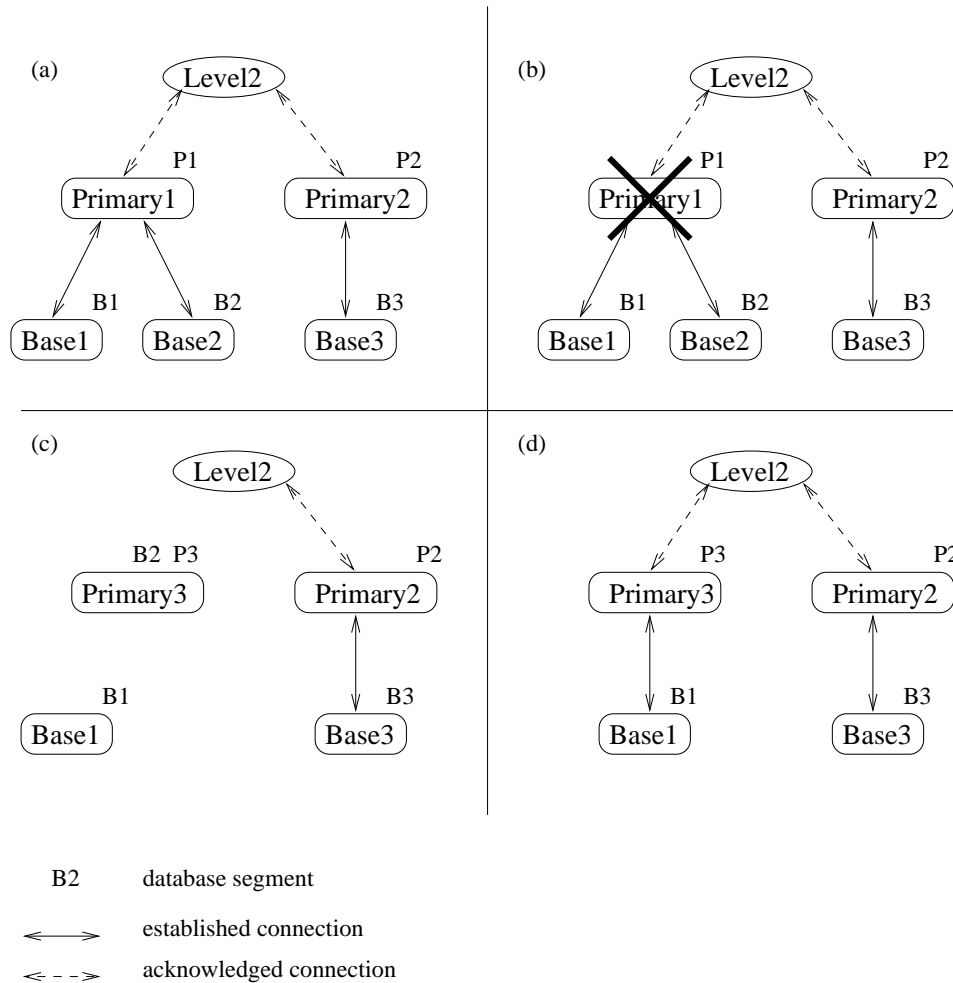 (a)
Level2
P1
P2
Primary1
Primary2
B1
B2
B3
Base1
Base2
Base3
(b)
Level2
P1
P2
Primary1
Primary2
B1
B2
B3
Base1
Base2
Base3
(c)
Level2
B2 P3
P2
Primary3
Primary2
B1
B3
Base1
Base3
(d)
Level2
P3
P2
Primary3
Primary2
B1
B3
Base1
Base3
B2 database segment
established connection
acknowledged connection